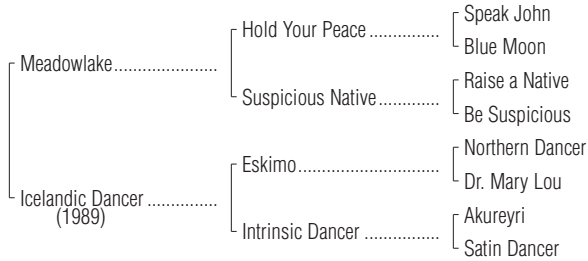 Speak John
Hold Your Peace ...............
Blue Moon
Meadowlake......................
Raise a Native
Suspicious Native.............
Be Suspicious
Northern Dancer
Eskimo..............................
Dr. Mary Lou
Icelandic Dancer ...............
(1989)
Akureyri
Intrinsic Dancer ................
Satin Dancer